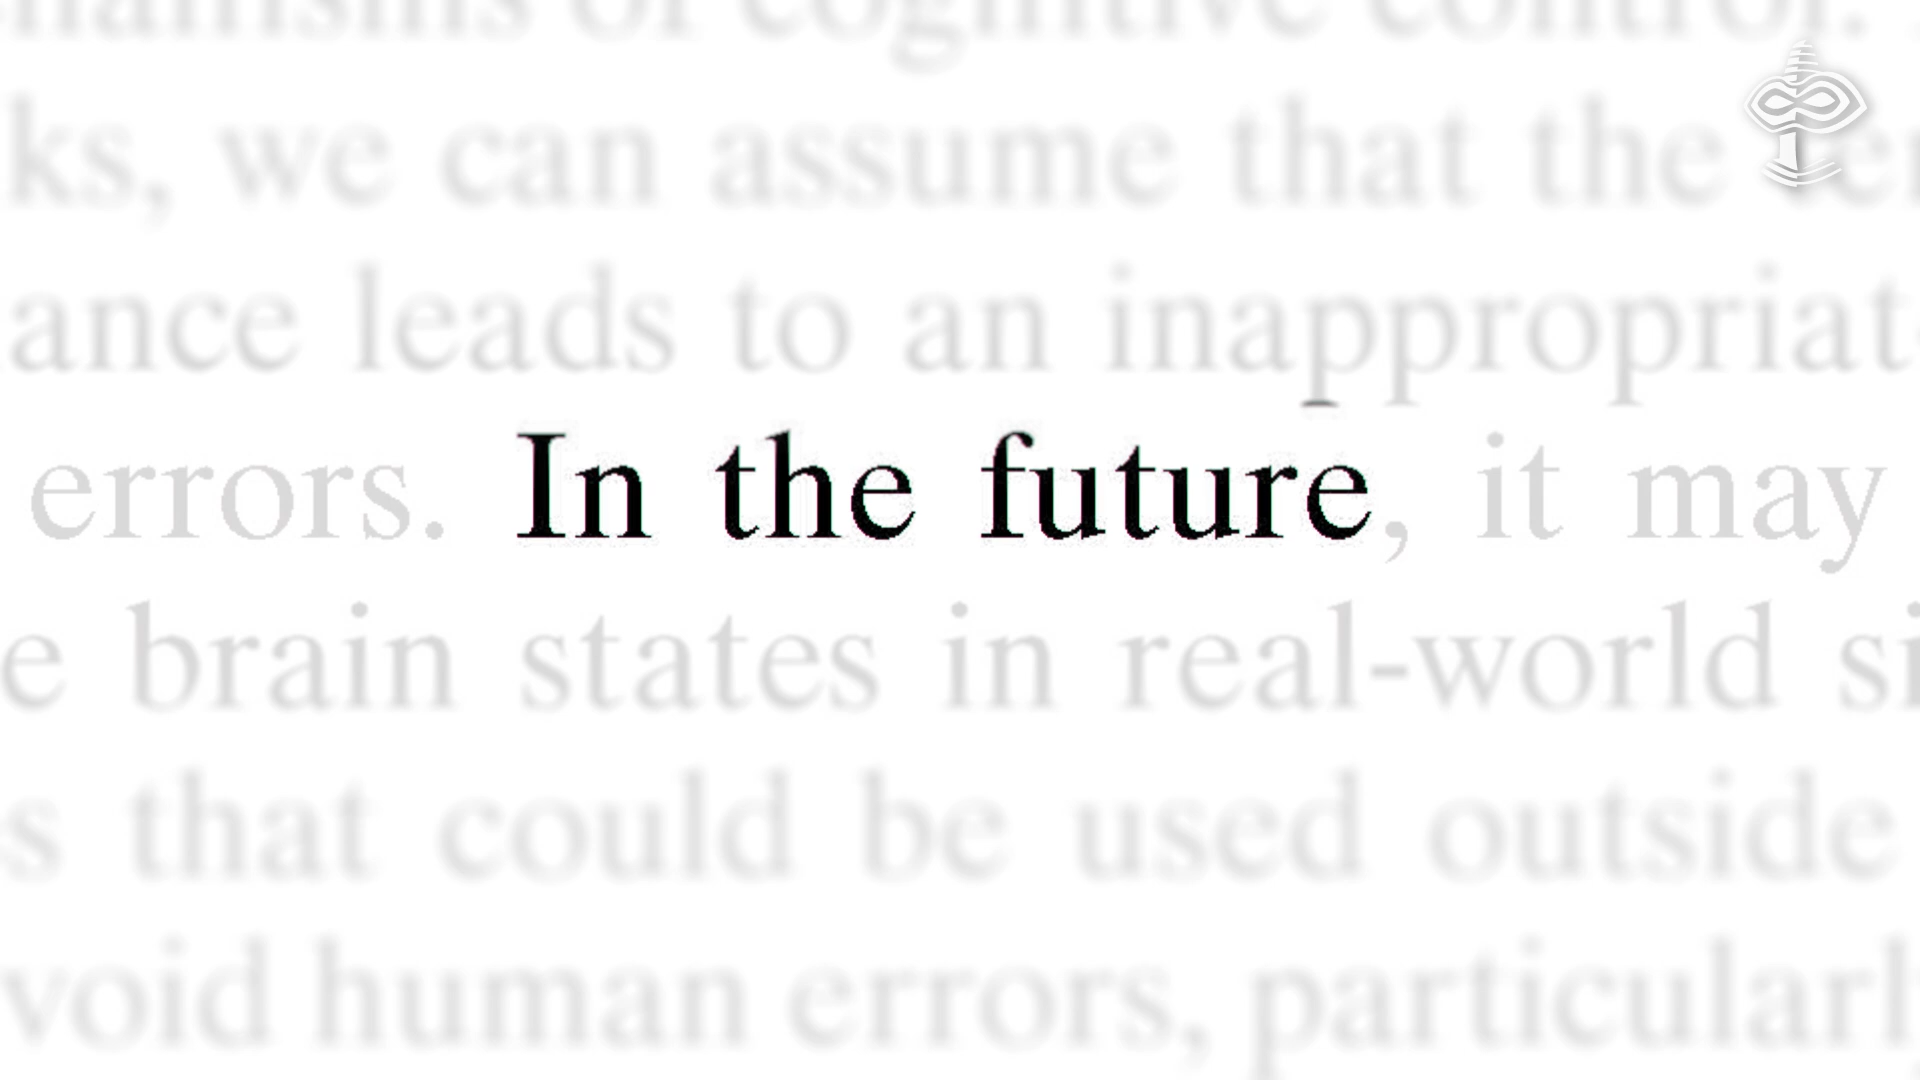 of cognitive control.
ks, we can assume that the
ance leads to an inappropriat
errors. In the future, it may
e brain states in real-world si
s that could be used outside
void human errors, particularl